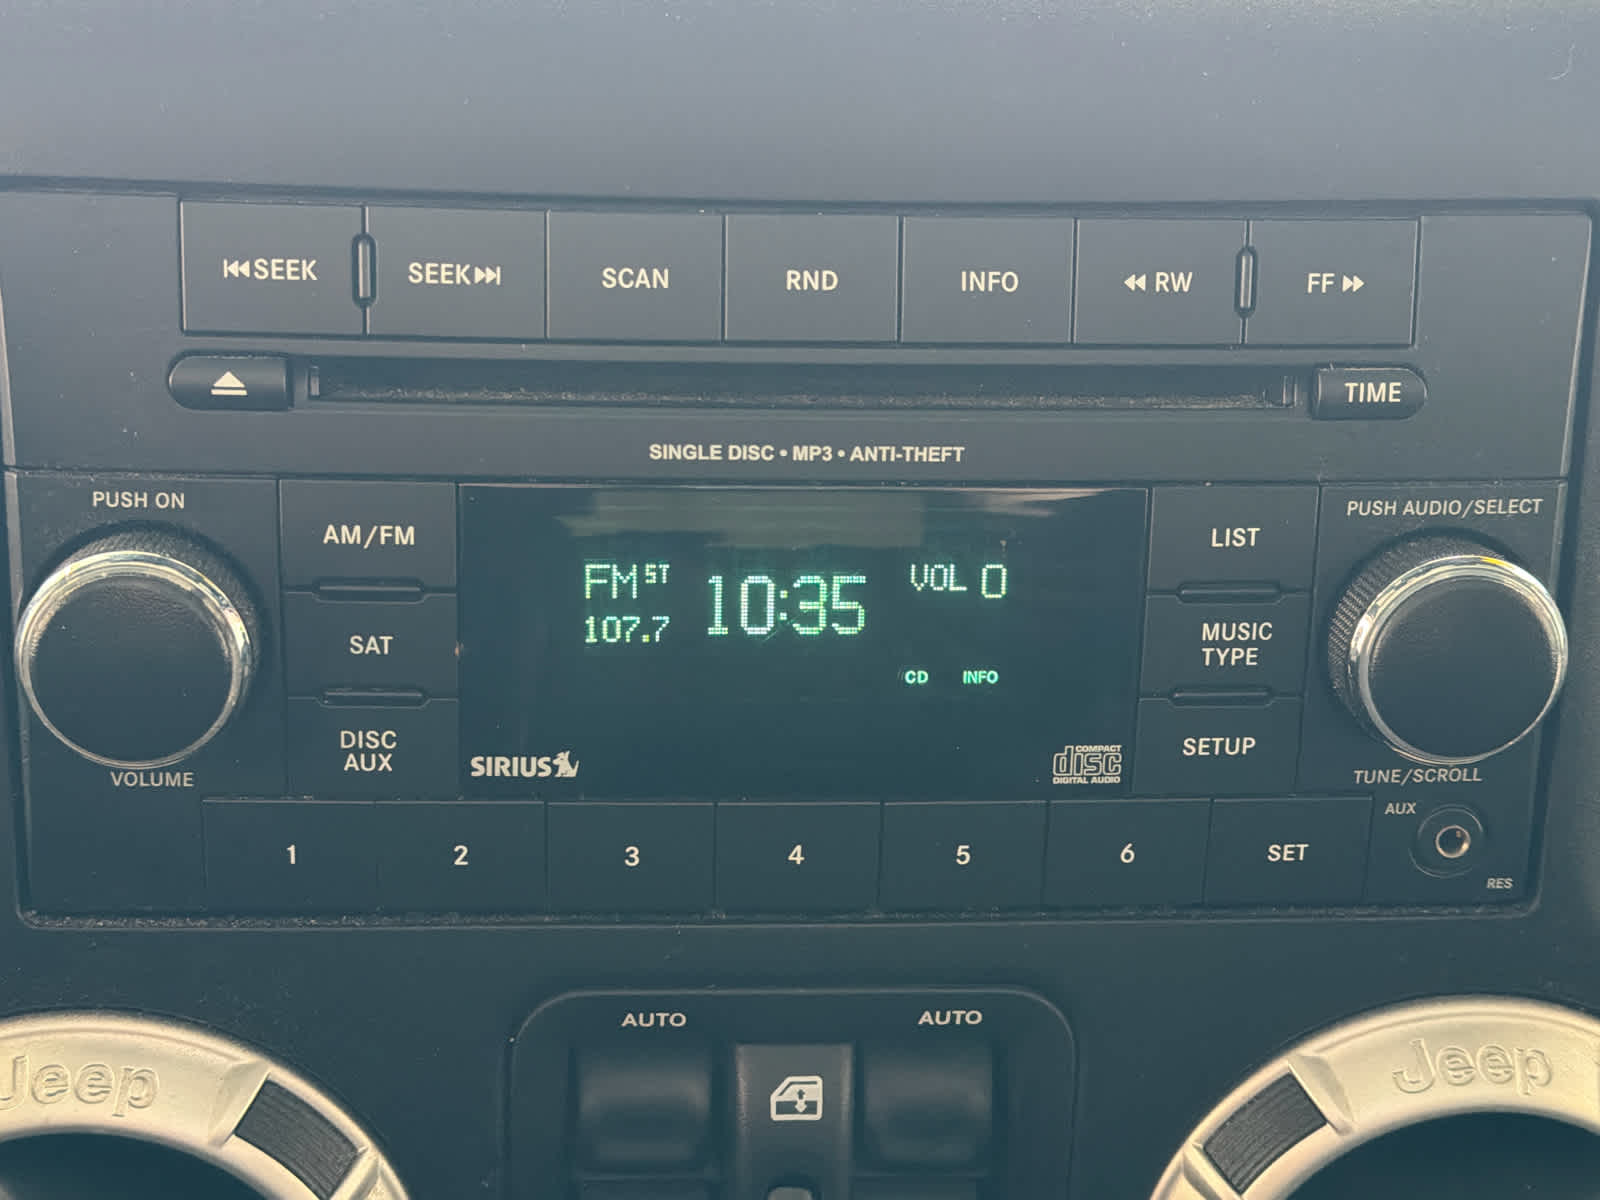 SEEK
SEEK
SCAN
RND
INFO
RW
FF
TIME
SINGLE DISC • MP3 • ANTI-THEFT
PUSH ON
VOLUME
AM/FM
SAT
DISC
AUX
FM ST 10:35 VOL 0
107.7
CD INFO
SIRIUS
COMPACT
disc
DIGITAL AUDIO
LIST
MUSIC
TYPE
SETUP
PUSH AUDIO/SELECT
TUNE/SCROLL
AUX
RES
1 2 3 4 5 6 SET
AUTO AUTO
Jeep Jeep